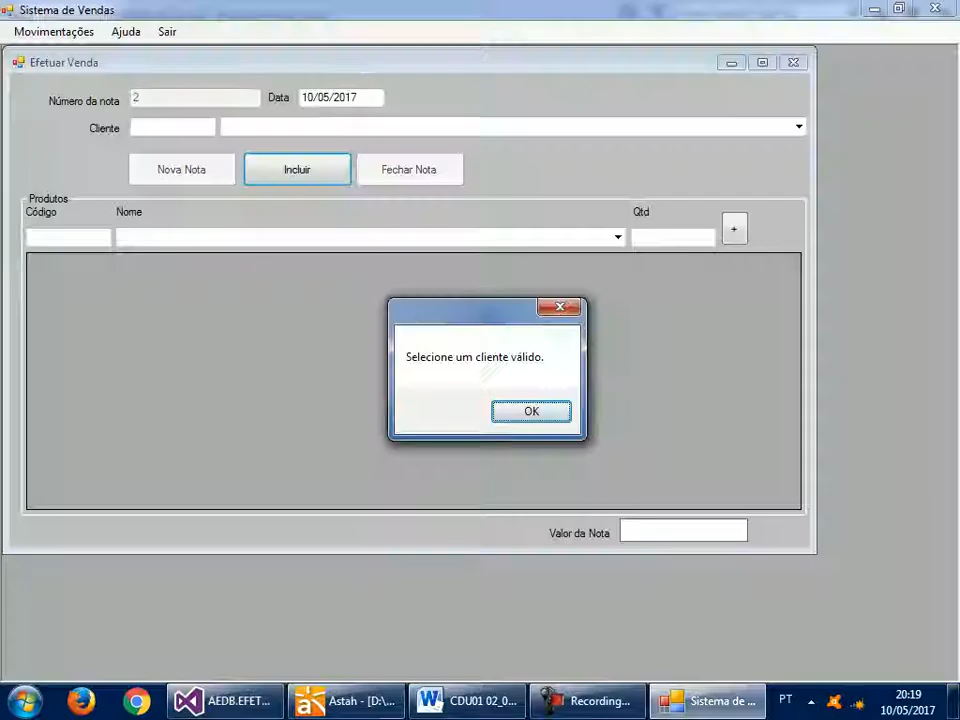 Sistema de Vendas
Movimentações Ajuda Sair
Efetuar Venda
Número da nota 2 Data 10/05/2017
Cliente
Nova Nota Incluir Fechar Nota
Produtos
Código Nome Qtd
+
Selecione um cliente válido.
OK
Valor da Nota
AEDB.EFET... Astah - [D:\... CDU01 02_0... Recording... Sistema de ... PT 20:19
10/05/2017